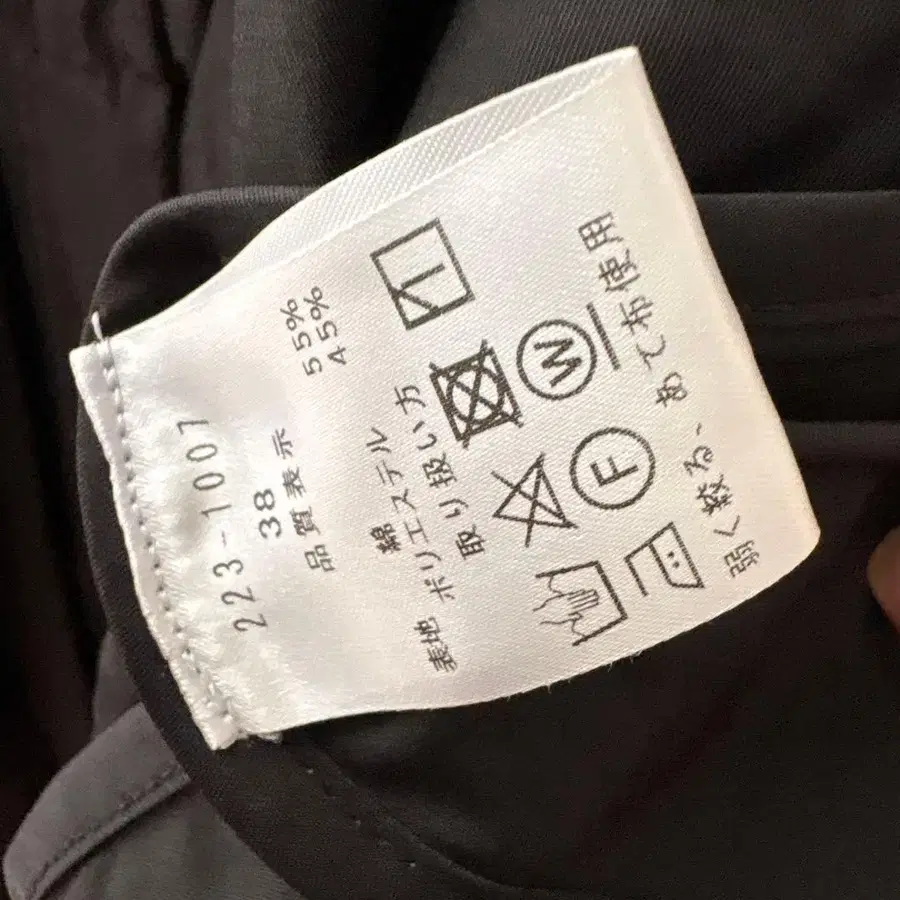 223-1007
38
品質表示
表地 綿 55%
ポリエステル 45%
取り扱い方
F W
弱く絞る、あて布使用